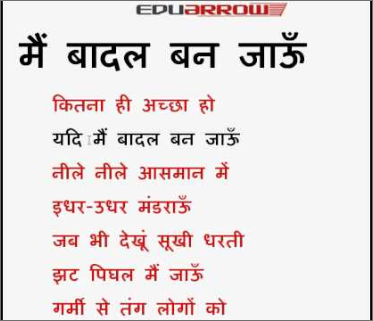 EDUARROW
मैं बादल बन जाऊँ
कितना ही अच्छा हो
यदि मैं बादल बन जाऊँ
नीले नीले आसमान में
इधर-उधर मंडराऊँ
जब भी देखूं सूखी धरती
झट पिघल मैं जाऊँ
गर्मी से तंग लोगों को